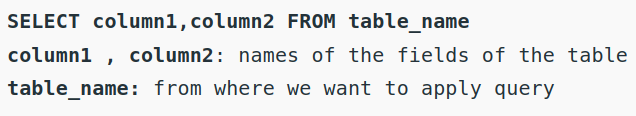 SELECT column1,column2 FROM table_name
column1 , column2: names of the fields of the table
table_name: from where we want to apply query